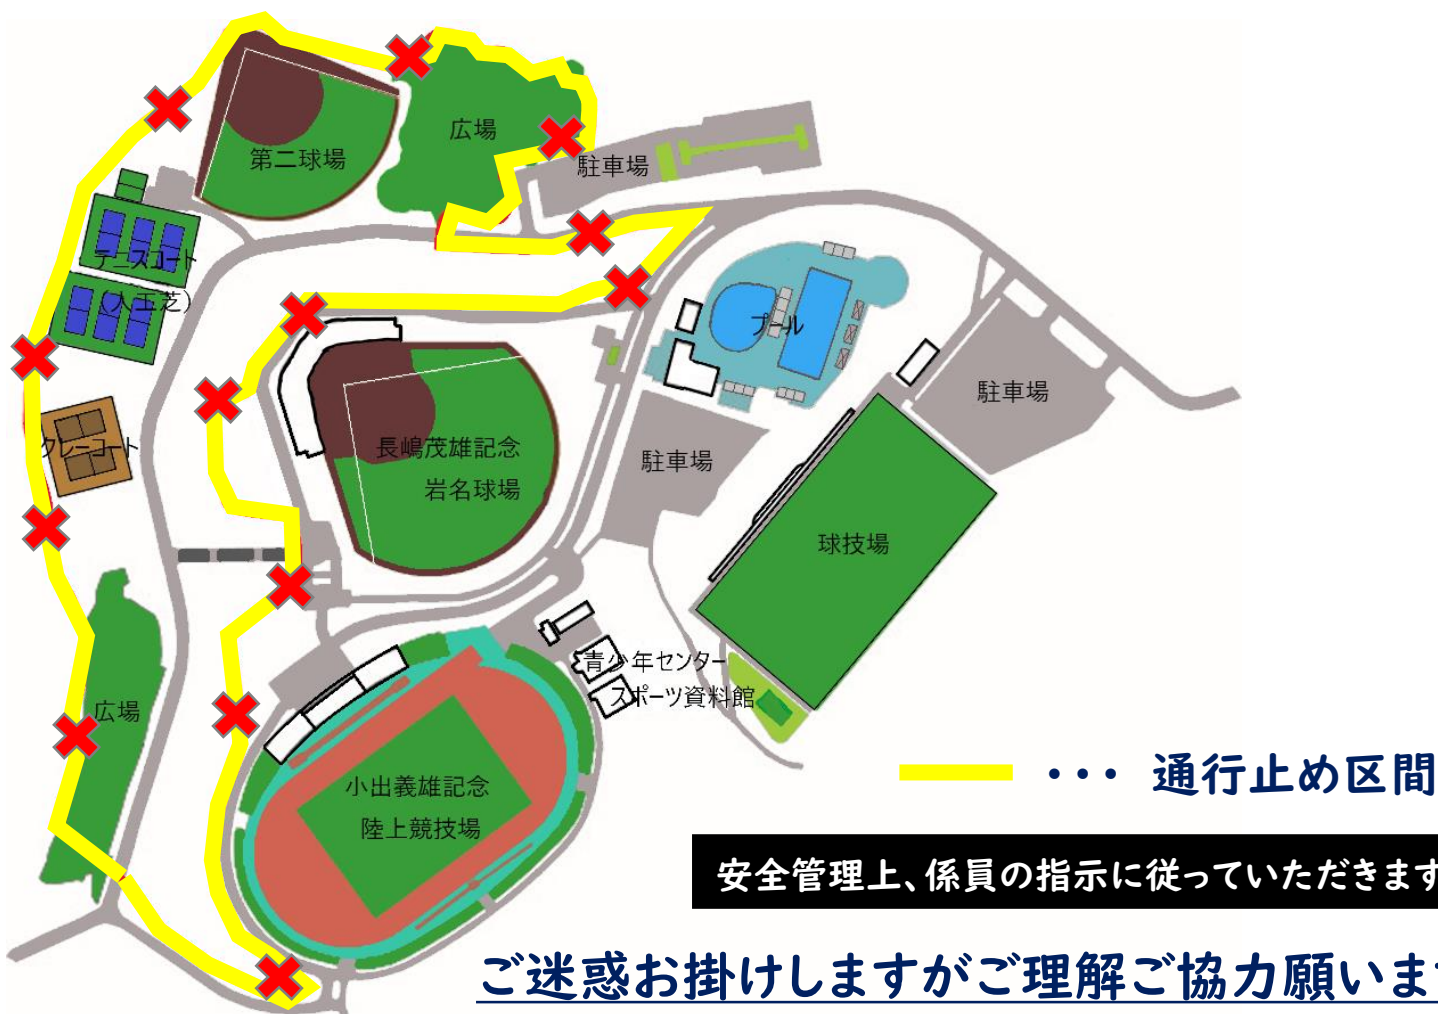 広場
第二球場
駐車場
テニスコート
（人工芝）
プール
駐車場
クレーコート
長嶋茂雄記念
岩名球場
駐車場
球技場
青少年センター
スポーツ資料館
広場
小出義雄記念
陸上競技場
・・・ 通行止め区間
安全管理上、係員の指示に従っていただきます
ご迷惑お掛けしますがご理解ご協力願います